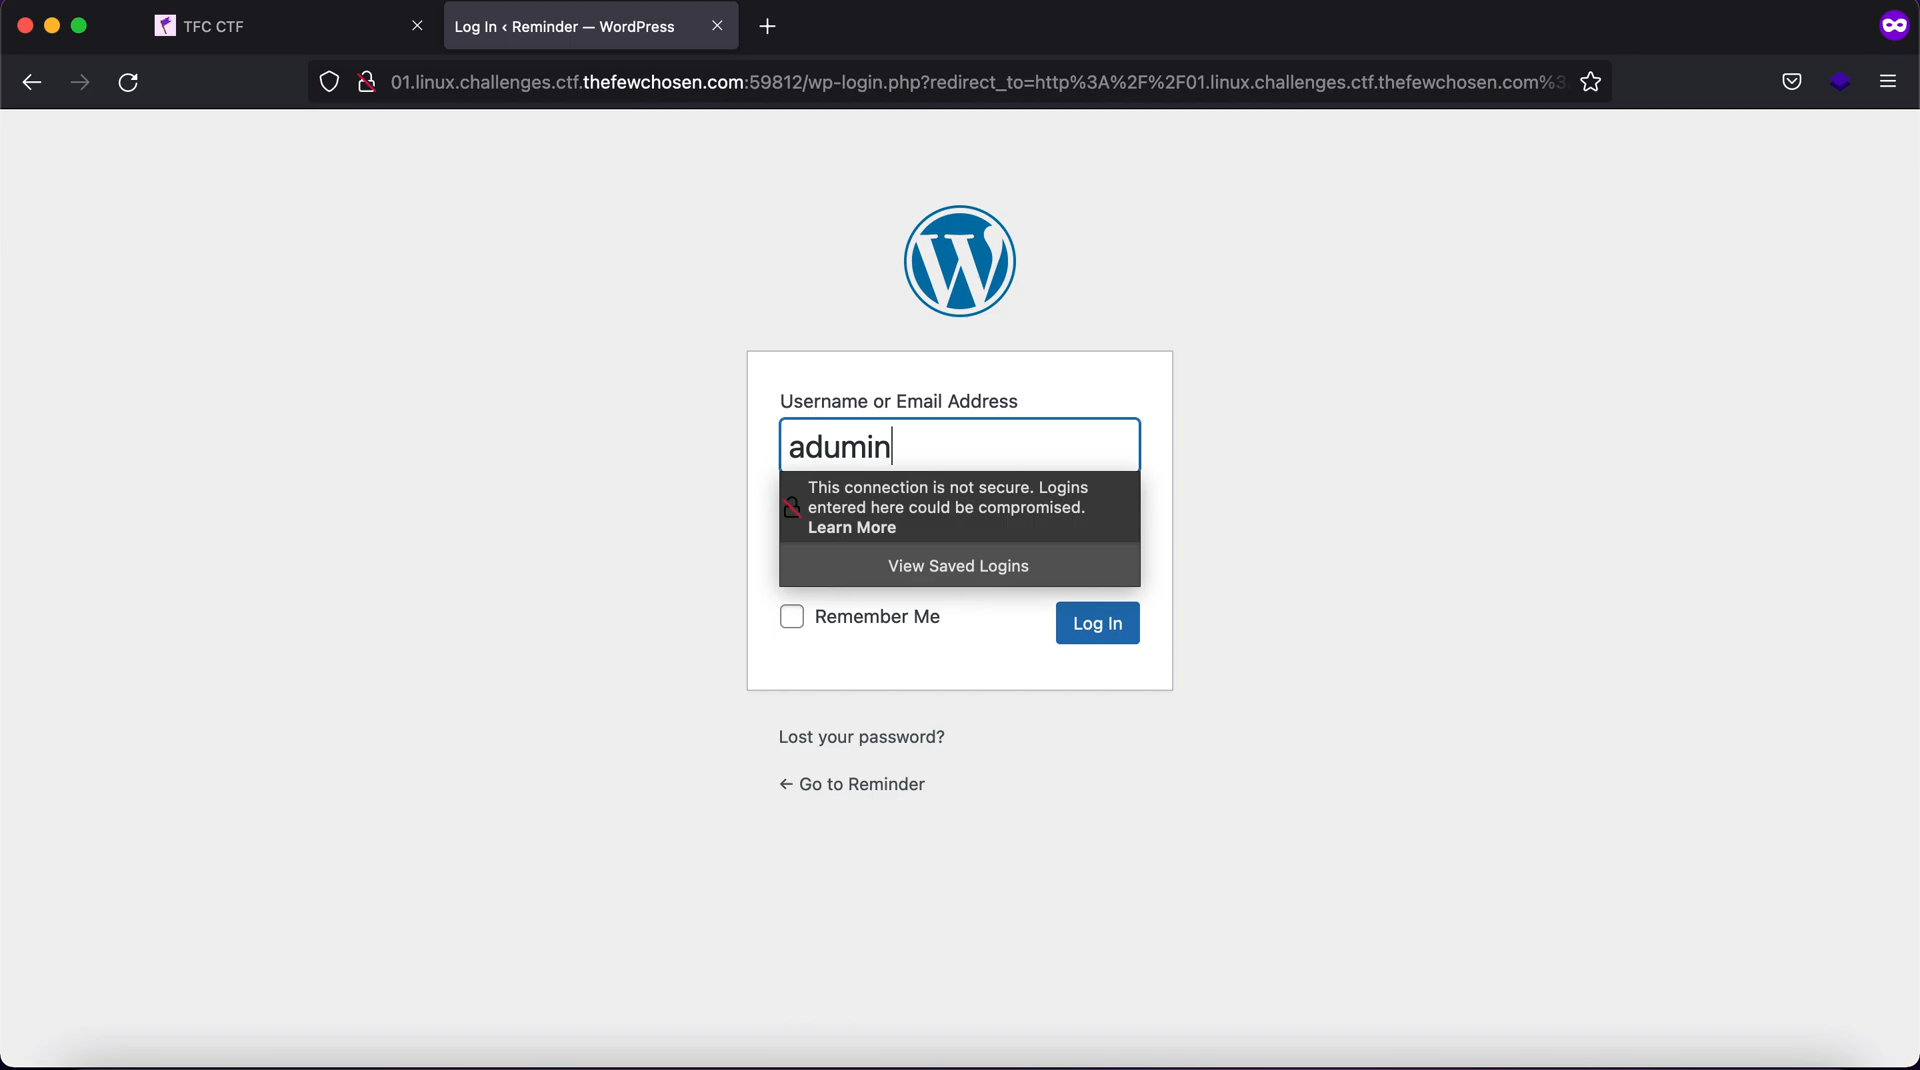 TFC CTF
Log In ‹ Reminder — WordPress
01.linux.challenges.ctf.thefewchosen.com:59812/wp-login.php?redirect_to=http%3A%2F%2F01.linux.challenges.ctf.thefewchosen.com%3
Username or Email Address
adumin
This connection is not secure. Logins
entered here could be compromised.
Learn More
View Saved Logins
Remember Me
Log In
Lost your password?
← Go to Reminder